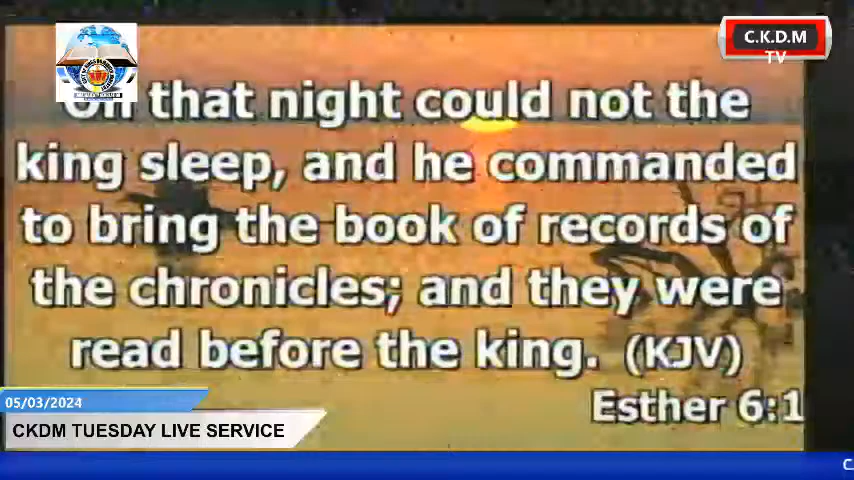 C.K.D.M
TV
On that night could not the
king sleep, and he commanded
to bring the book of records of
the chronicles; and they were
read before the king. (KJV)
Esther 6:1
05/03/2024
CKDM TUESDAY LIVE SERVICE